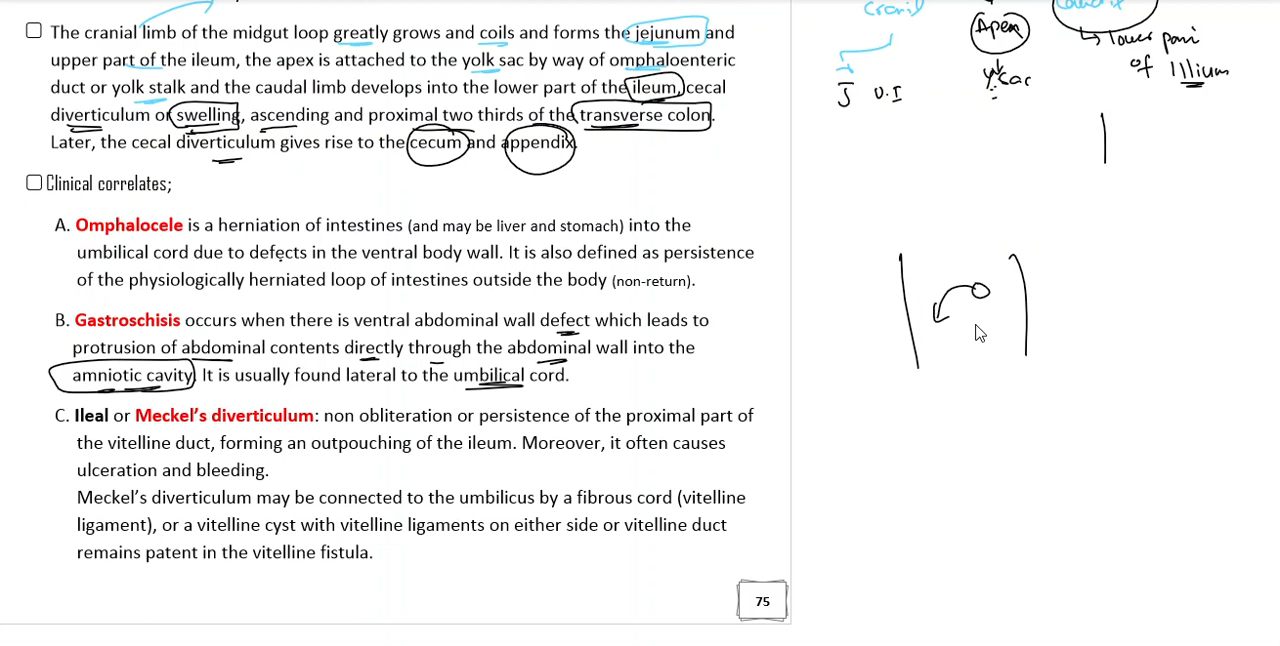 The cranial limb of the midgut loop greatly grows and coils and forms the jejunum and
upper part of the ileum, the apex is attached to the yolk sac by way of omphaloenteric
duct or yolk stalk and the caudal limb develops into the lower part of the ileum, cecal
diverticulum or swelling, ascending and proximal two thirds of the transverse colon.
Later, the cecal diverticulum gives rise to the cecum and appendix.
Clinical correlates;
A. Omphalocele is a herniation of intestines (and may be liver and stomach) into the
umbilical cord due to defects in the ventral body wall. It is also defined as persistence
of the physiologically herniated loop of intestines outside the body (non-return).
B. Gastroschisis occurs when there is ventral abdominal wall defect which leads to
protrusion of abdominal contents directly through the abdominal wall into the
amniotic cavity. It is usually found lateral to the umbilical cord.
C. Ileal or Meckel's diverticulum: non obliteration or persistence of the proximal part of
the vitelline duct, forming an outpouching of the ileum. Moreover, it often causes
ulceration and bleeding.
Meckel's diverticulum may be connected to the umbilicus by a fibrous cord (vitelline
ligament), or a vitelline cyst with vitelline ligaments on either side or vitelline duct
remains patent in the vitelline fistula.
75
Cranil
Apex
lower part
of Illium
J U.I